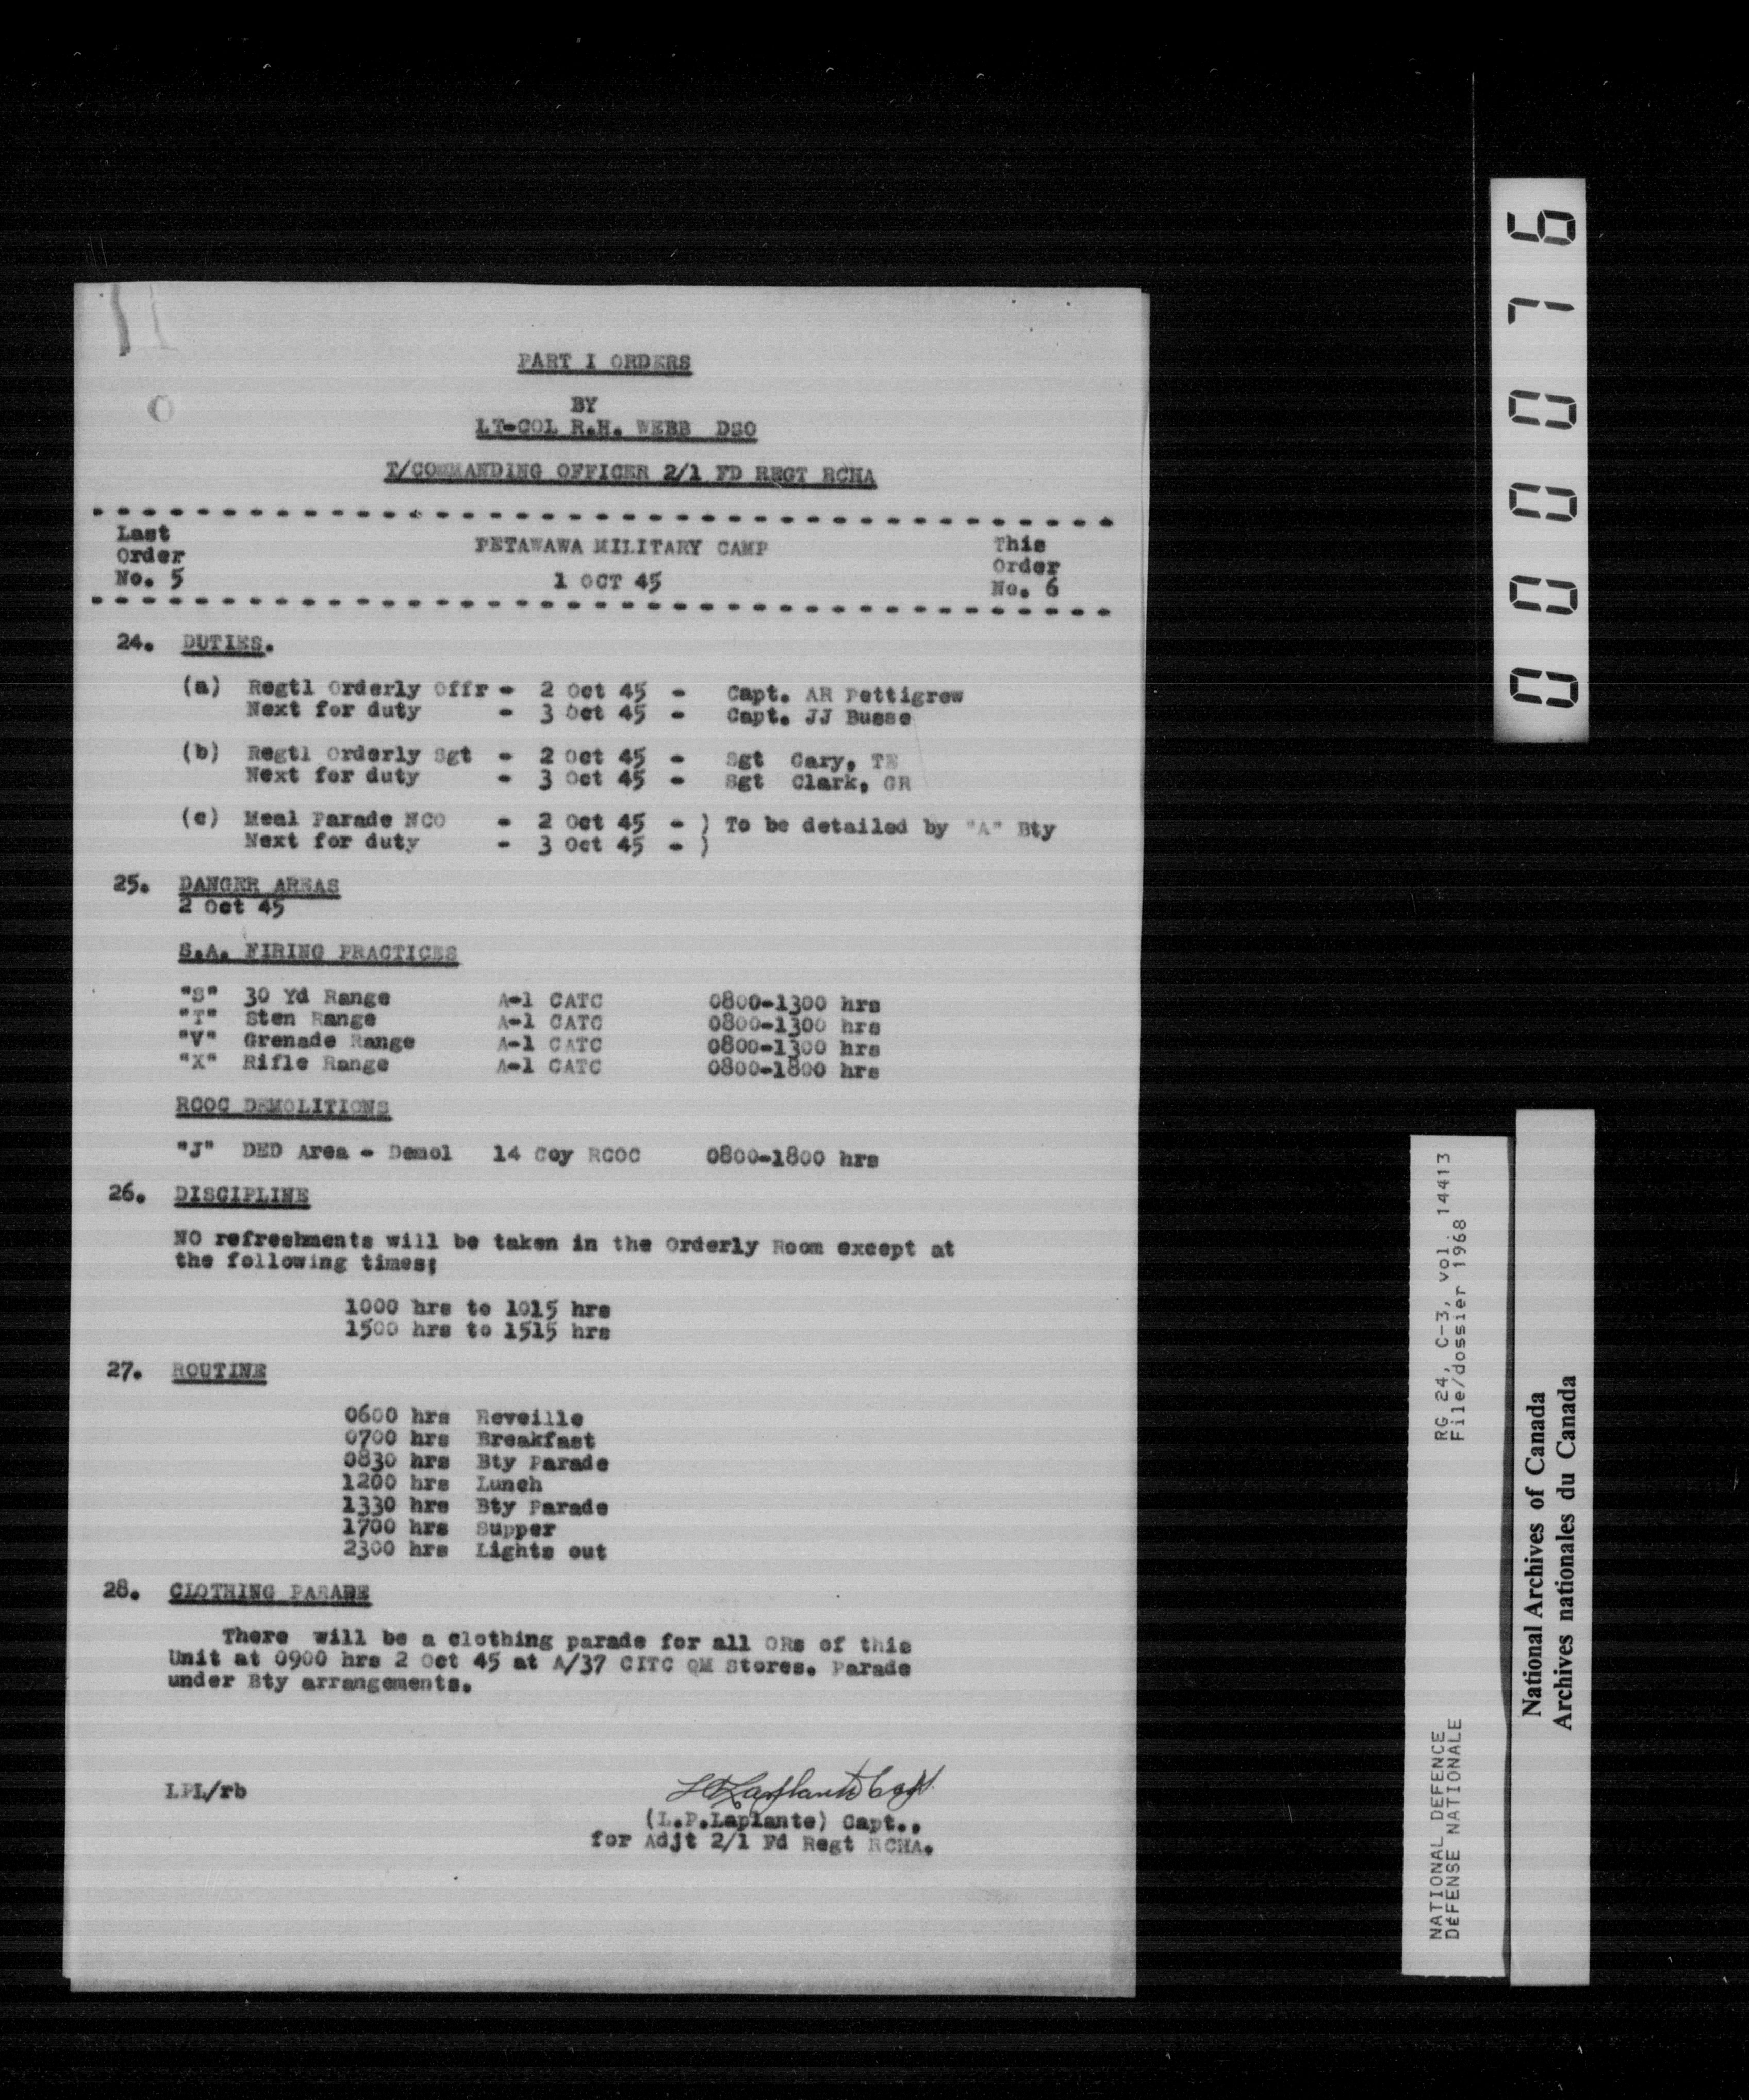 PART I ORDERS
BY
LT-COL R.H. WEBB DSO
T/COMMANDING OFFICER 2/1 FD REGT RCHA
Last PETAWAWA MILITARY CAMP This
Order Order
No. 5 1 OCT 45 No. 6
24. DUTIES.
(a) Regtl Orderly Offr - 2 Oct 45 - Capt. AR Pettigrew
Next for duty - 3 Oct 45 - Capt. JJ Busse
(b) Regtl Orderly Sgt - 2 Oct 45 - Sgt Cary, TE
Next for duty - 3 Oct 45 - Sgt Clark, GR
(c) Meal Parade NCO - 2 Oct 45 - ) To be detailed by "A" Bty
Next for duty - 3 Oct 45 - )
25. DANGER AREAS
2 Oct 45
S.A. FIRING PRACTICES
"S" 30 Yd Range A-1 CATC 0800-1300 hrs
"T" Sten Range A-1 CATC 0800-1300 hrs
"V" Grenade Range A-1 CATC 0800-1300 hrs
"X" Rifle Range A-1 CATC 0800-1800 hrs
RCOC DEMOLITIONS
"J" DED Area - Demol 14 Coy RCOC 0800-1800 hrs
26. DISCIPLINE
NO refreshments will be taken in the Orderly Room except at
the following times;
1000 hrs to 1015 hrs
1500 hrs to 1515 hrs
27. ROUTINE
0600 hrs Reveille
0700 hrs Breakfast
0830 hrs Bty Parade
1200 hrs Lunch
1330 hrs Bty Parade
1700 hrs Supper
2300 hrs Lights out
28. CLOTHING PARADE
There will be a clothing parade for all ORs of this
Unit at 0900 hrs 2 Oct 45 at A/37 CITC QM Stores. Parade
under Bty arrangements.
LPL/rb
LP Laplante Capt.
(L.P.Laplante) Capt.,
for Adjt 2/1 Fd Regt RCHA.
000076
RG 24, C-3, vol. 14413
File/dossier 1968
NATIONAL DEFENCE
DÉFENSE NATIONALE
National Archives of Canada
Archives nationales du Canada